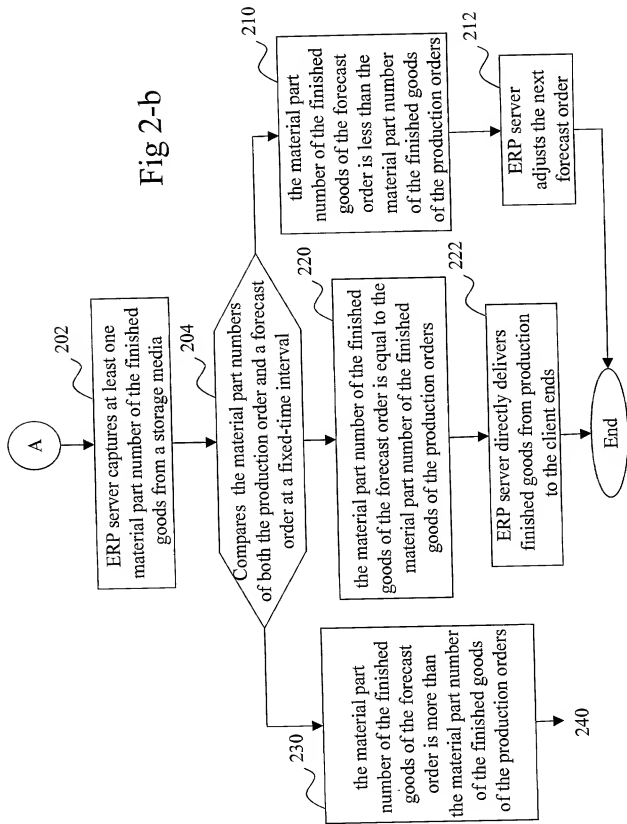 Fig 2-b
A
202
ERP server captures at least one
material part number of the finished
goods from a storage media
204
Compares the material part numbers
of both the production order and a forecast
order at a fixed-time interval
230
the material part
number of the finished
goods of the forecast
order is more than
the material part number
of the finished goods
of the production orders
240
220
the material part number of the finished
goods of the forecast order is equal to the
material part number of the finished
goods of the production orders
222
ERP server directly delivers
finished goods from production
to the client ends
210
the material part
number of the finished
goods of the forecast
order is less than the
material part number
of the finished goods
of the production orders
212
ERP server
adjusts the next
forecast order
End